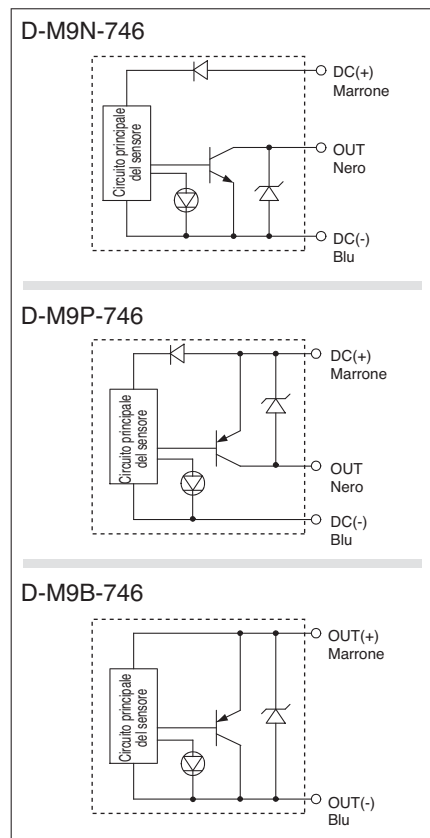 D-M9N-746
Circuito principale
del sensore
DC(+)
Marrone
OUT
Nero
DC(-)
Blu
D-M9P-746
Circuito principale
del sensore
DC(+)
Marrone
OUT
Nero
DC(-)
Blu
D-M9B-746
Circuito principale
del sensore
OUT(+)
Marrone
OUT(-)
Blu